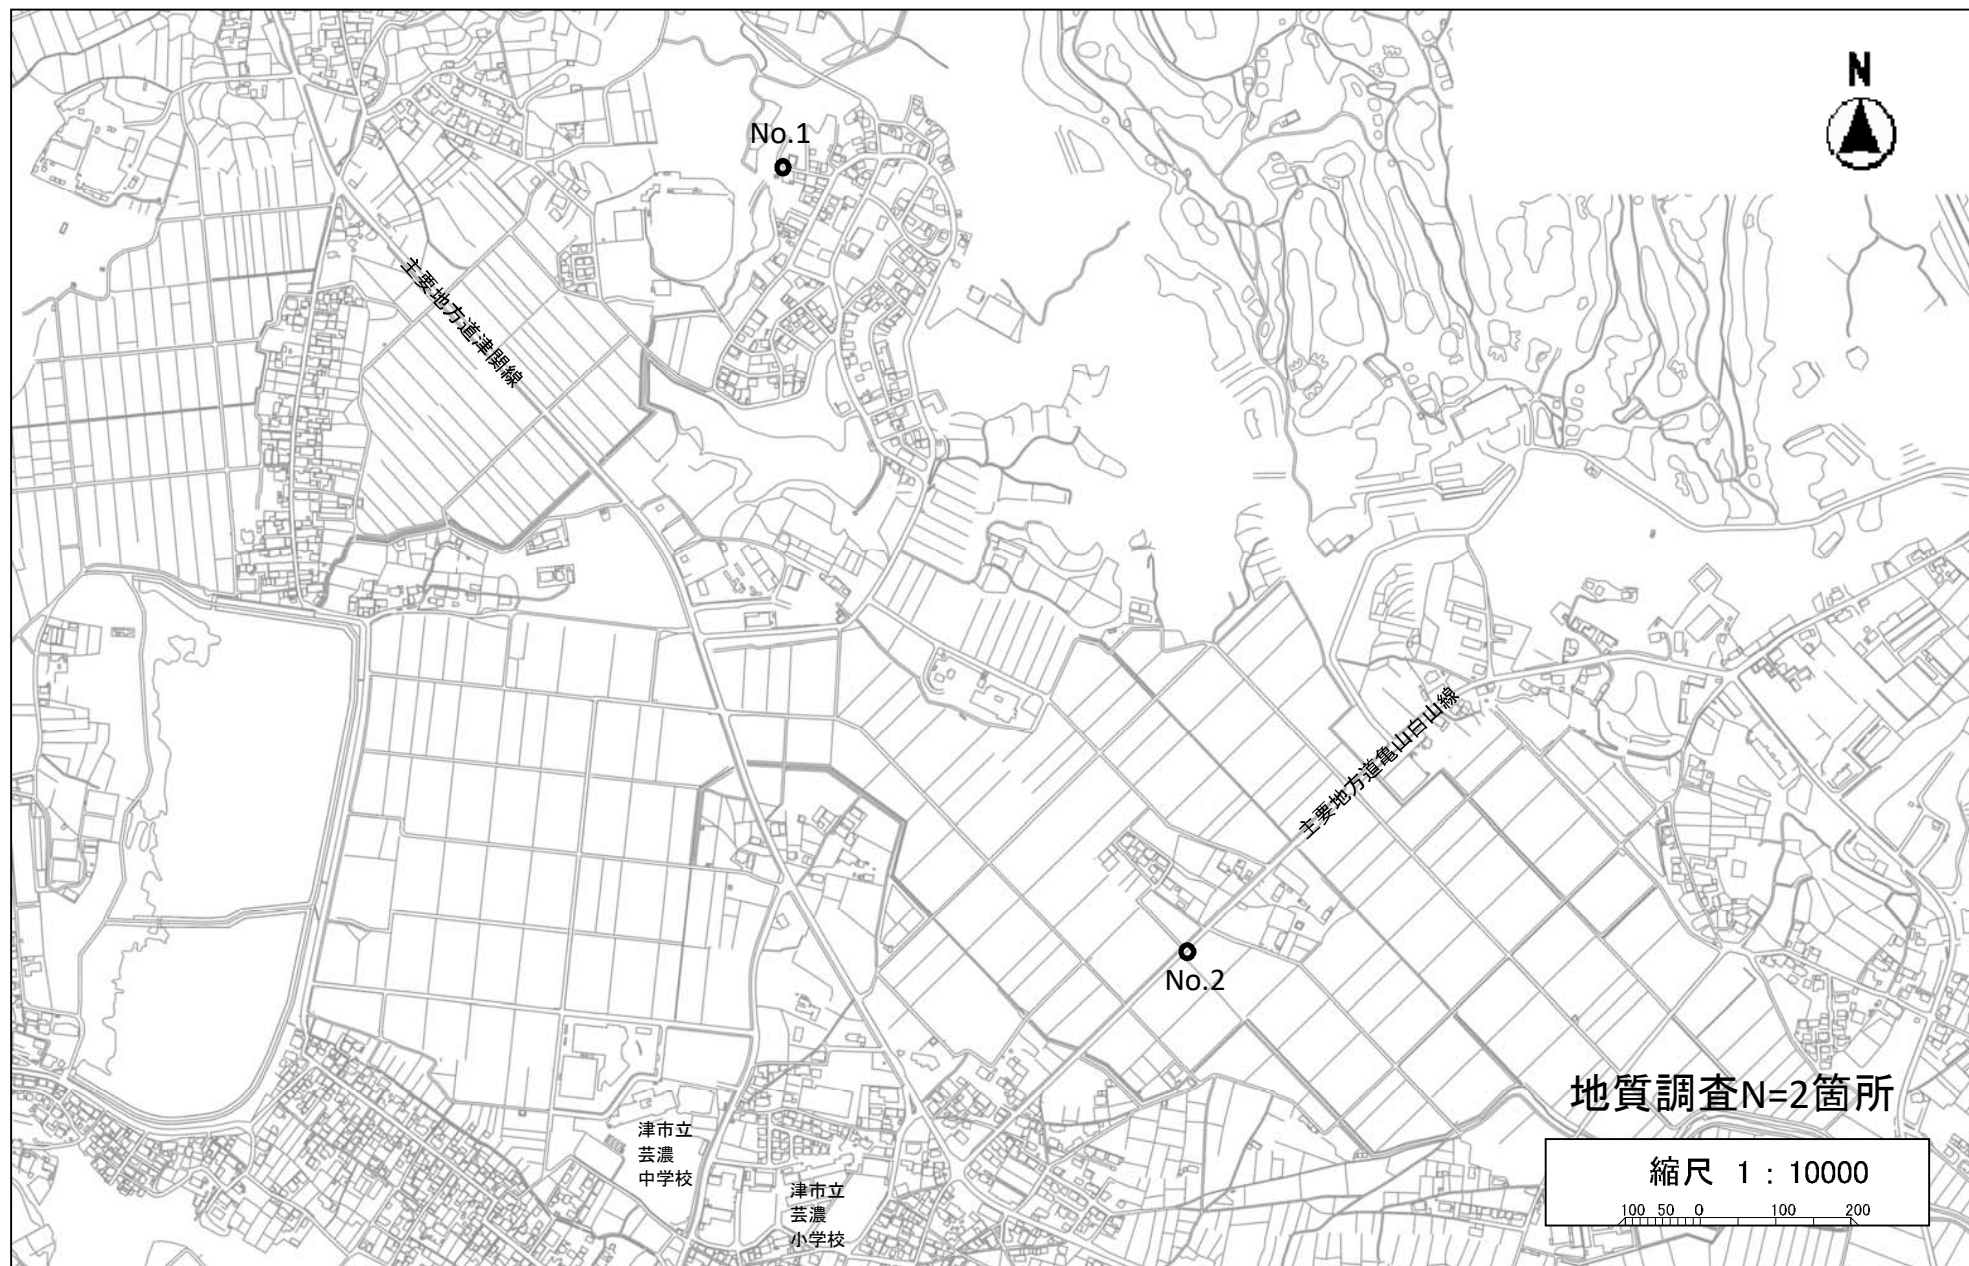 N
No.1
主要地方道津関線
主要地方道亀山白山線
No.2
地質調査N=2箇所
縮尺 1：10000
100 50 0 100 200
津市立
芸濃
中学校
津市立
芸濃
小学校